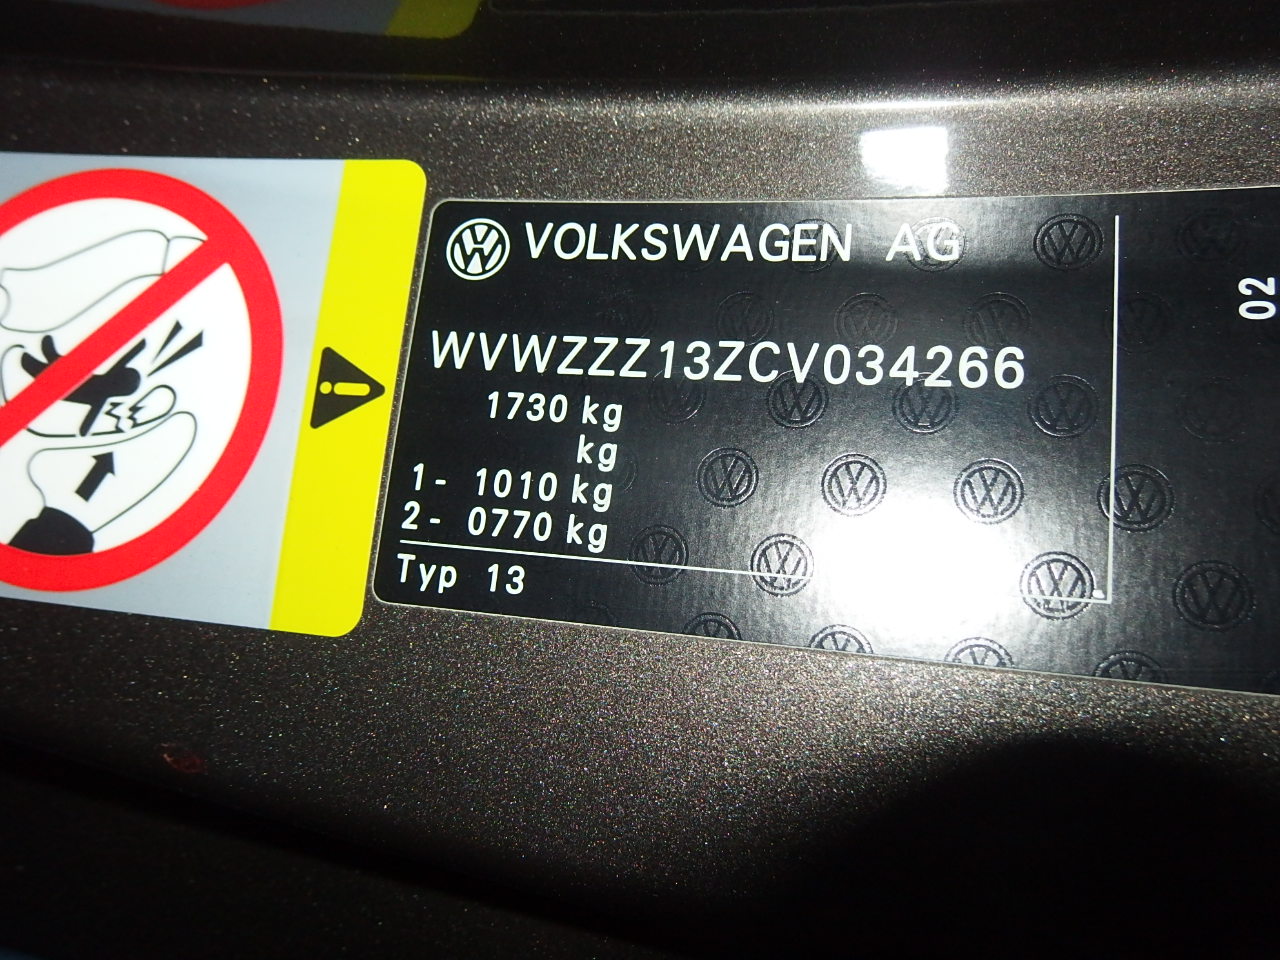 VOLKSWAGEN AG
WVWZZZ13ZCV034266
1730 kg
kg
1- 1010 kg
2- 0770 kg
Typ 13
02